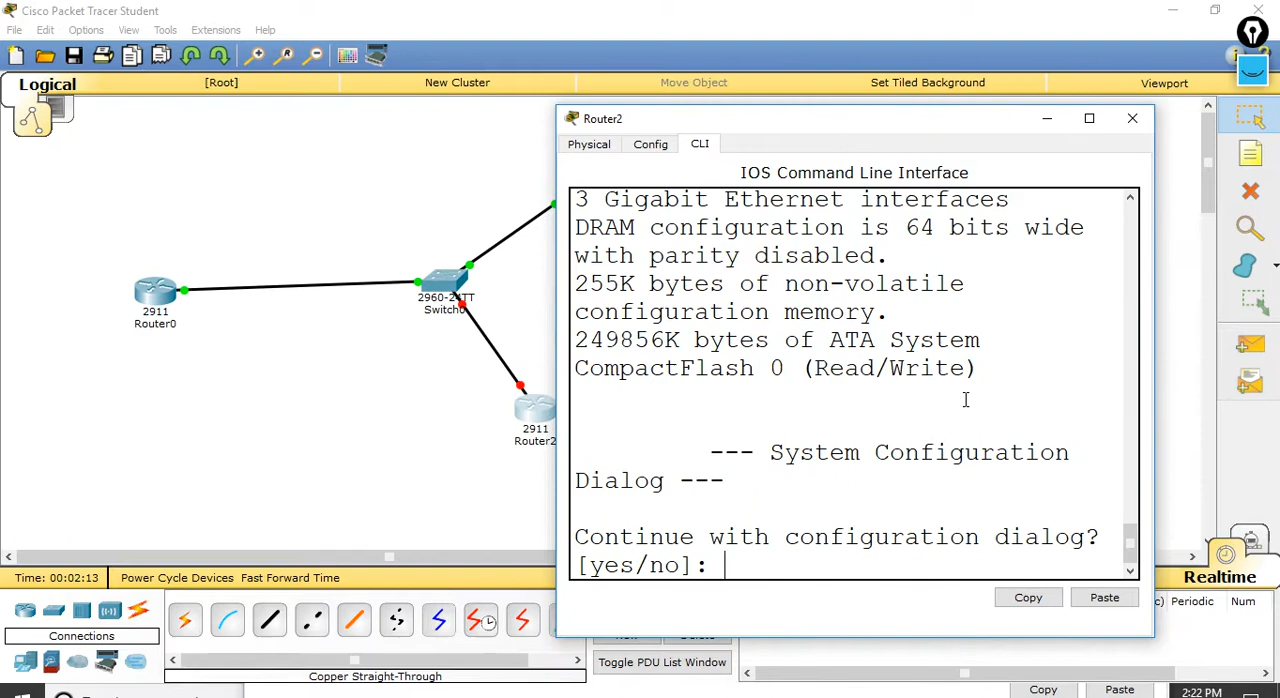 Cisco Packet Tracer Student
File Edit Options View Tools Extensions Help
Logical
[Root]
New Cluster
Move Object
Set Tiled Background
Viewport
Router2
Physical Config CLI
IOS Command Line Interface
3 Gigabit Ethernet interfaces
DRAM configuration is 64 bits wide
with parity disabled.
255K bytes of non-volatile
configuration memory.
249856K bytes of ATA System
CompactFlash 0 (Read/Write)
--- System Configuration
Dialog ---
Continue with configuration dialog?
[yes/no]:
Copy Paste
2911
Router0
2960-24TT
Switch0
2911
Router2
Time: 00:02:13 Power Cycle Devices Fast Forward Time
Realtime
c) Periodic Num
Connections
Toggle PDU List Window
Copper Straight-Through
Copy Paste
2:22 PM